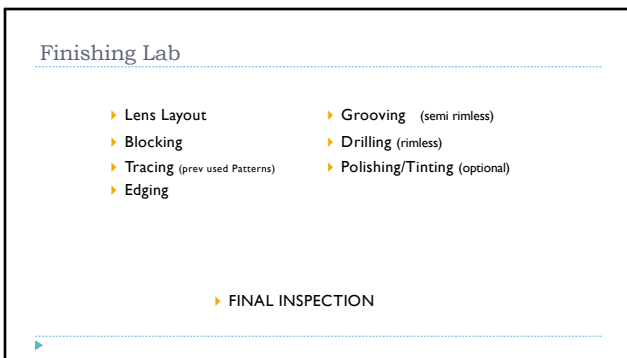 Finishing Lab
Lens Layout
Blocking
Tracing (prev used Patterns)
Edging
Grooving (semi rimless)
Drilling (rimless)
Polishing/Tinting (optional)
FINAL INSPECTION